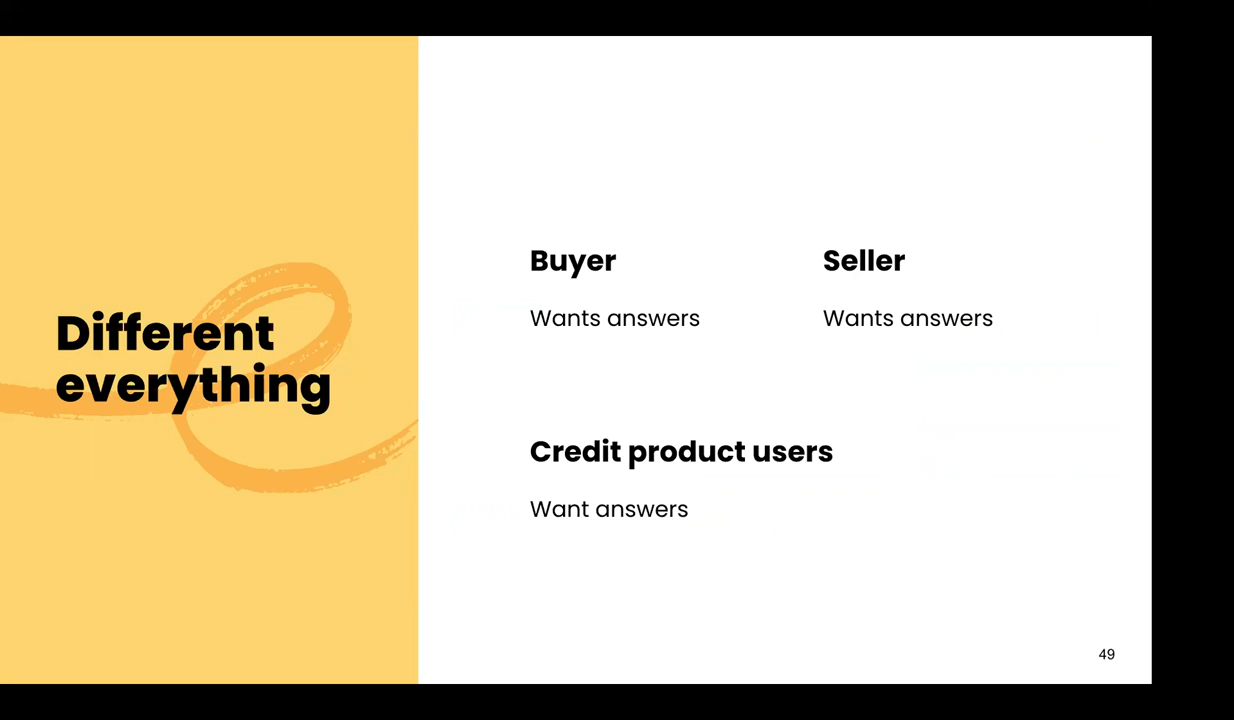 Different
everything
Buyer
Wants answers
Seller
Wants answers
Credit product users
Want answers
49